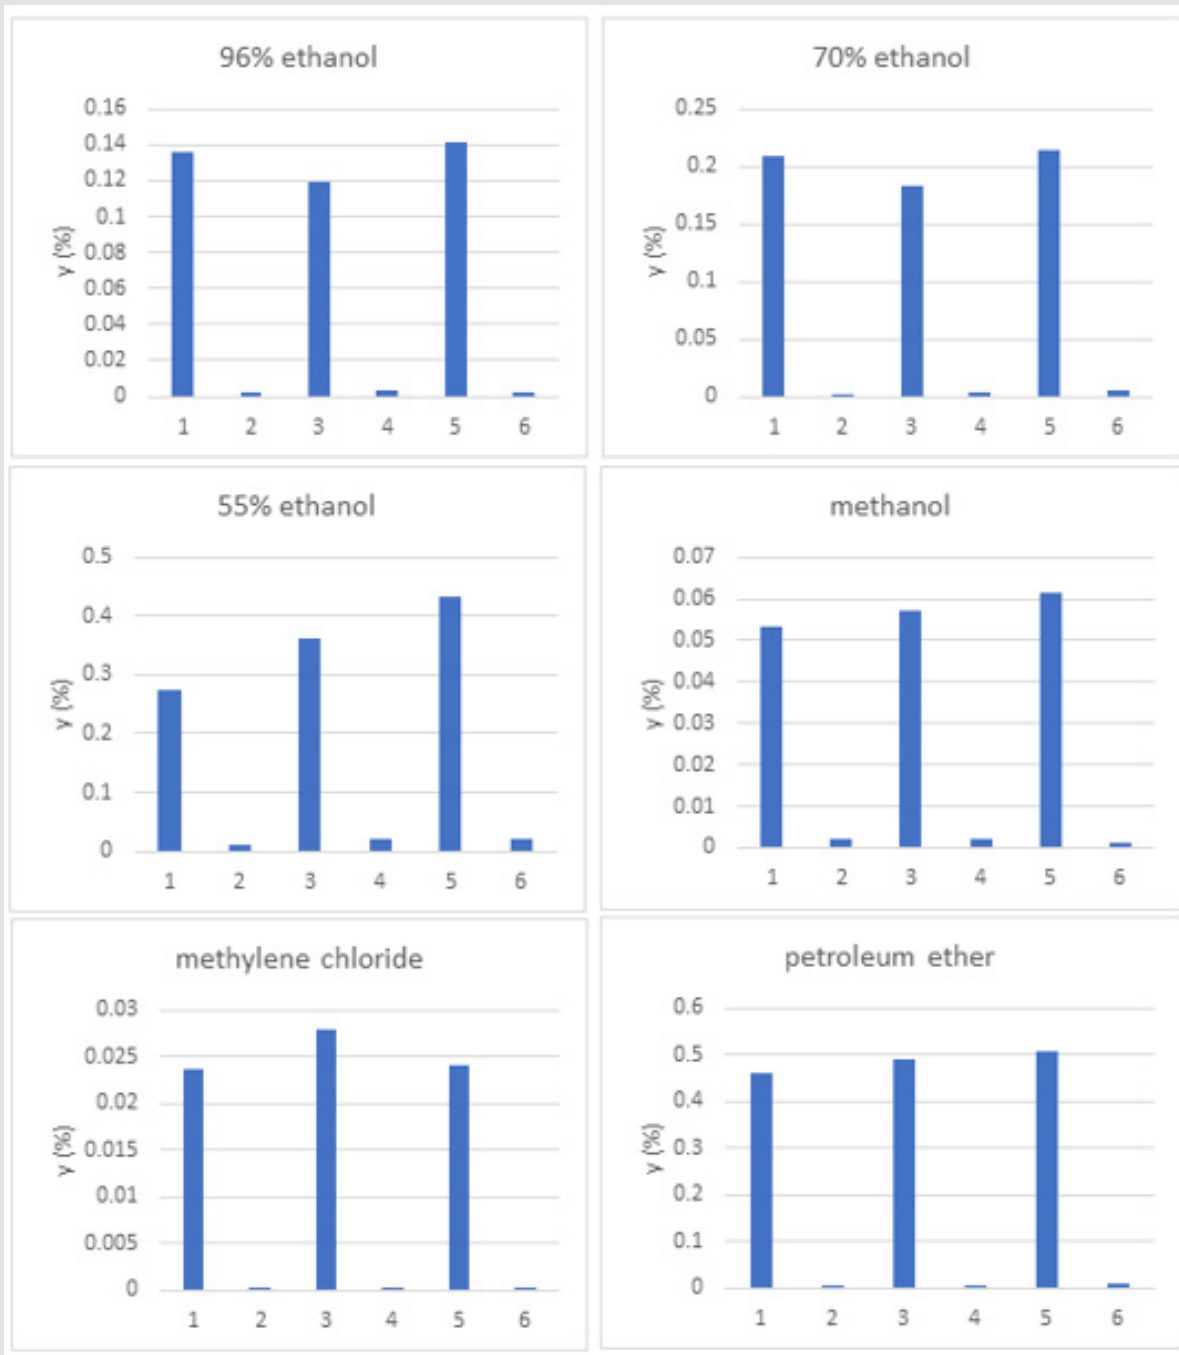 96% ethanol
0.16
0.14
0.12
0.1
0.08
0.06
0.04
0.02
0
γ (%)
1 2 3 4 5 6
70% ethanol
0.25
0.2
0.15
0.1
0.05
0
γ (%)
1 2 3 4 5 6
55% ethanol
0.5
0.4
0.3
0.2
0.1
0
γ (%)
1 2 3 4 5 6
methanol
0.07
0.06
0.05
0.04
0.03
0.02
0.01
0
γ (%)
1 2 3 4 5 6
methylene chloride
0.03
0.025
0.02
0.015
0.01
0.005
0
γ (%)
1 2 3 4 5 6
petroleum ether
0.6
0.5
0.4
0.3
0.2
0.1
0
γ (%)
1 2 3 4 5 6